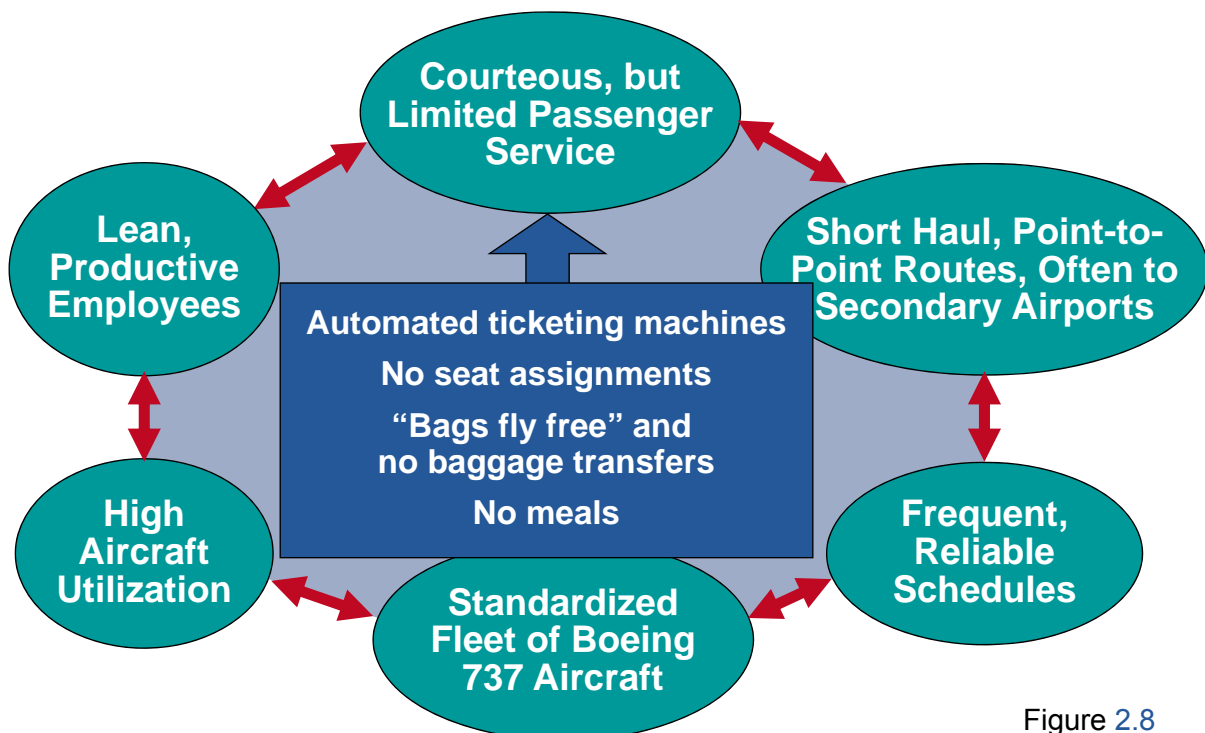 Courteous, but
Limited Passenger
Service
Lean,
Productive
Employees
Short Haul, Point-to-
Point Routes, Often to
Secondary Airports
Automated ticketing machines
No seat assignments
“Bags fly free” and
no baggage transfers
No meals
High
Aircraft
Utilization
Frequent,
Reliable
Schedules
Standardized
Fleet of Boeing
737 Aircraft
Figure 2.8